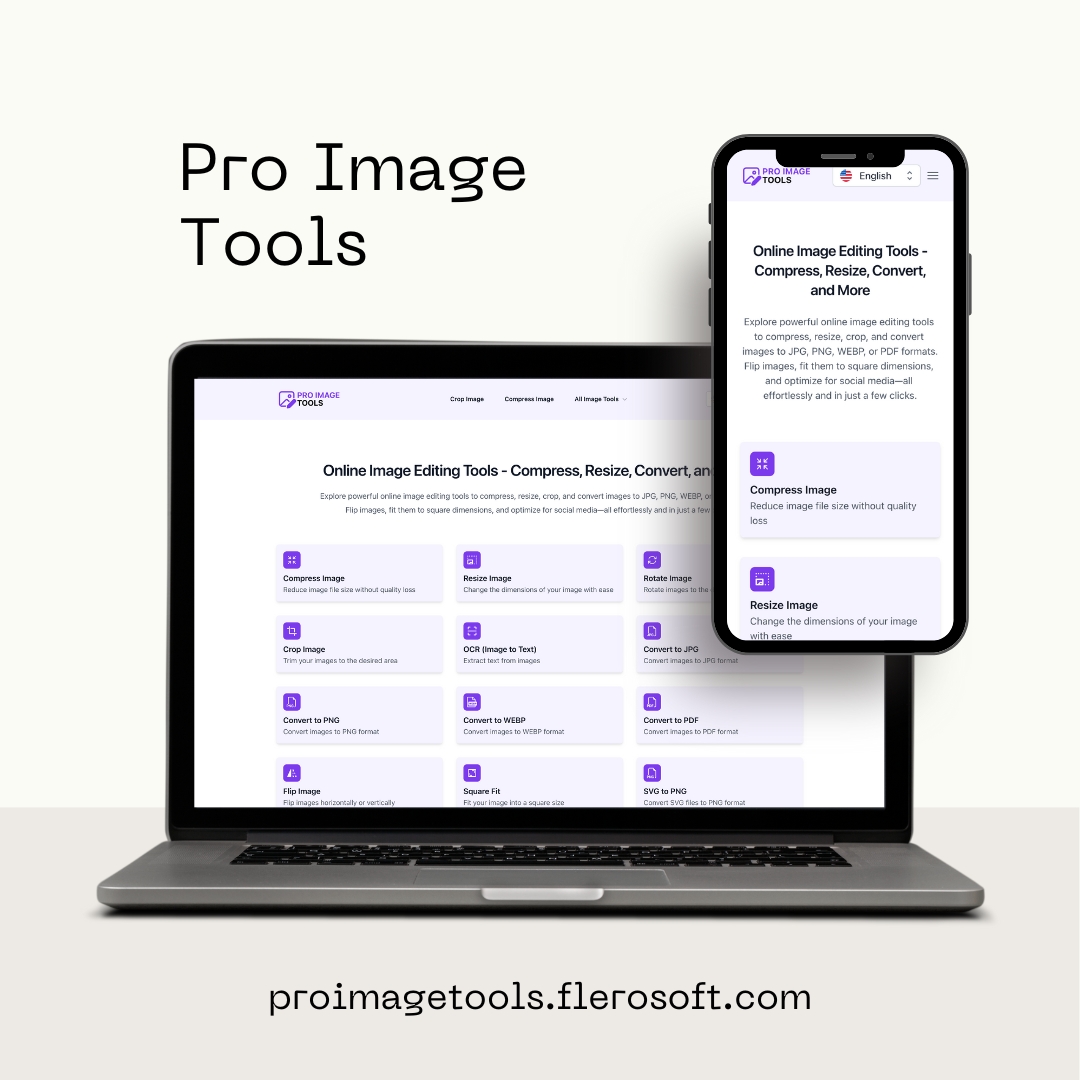 Pro Image
Tools
PRO IMAGE
TOOLS
English
Online Image Editing Tools -
Compress, Resize, Convert,
and More
Explore powerful online image editing tools
to compress, resize, crop, and convert
images to JPG, PNG, WEBP, or PDF formats.
Flip images, fit them to square dimensions,
and optimize for social media—all
effortlessly and in just a few clicks.
Compress Image
Reduce image file size without quality
loss
Resize Image
Change the dimensions of your image
with ease
PRO IMAGE
TOOLS
Crop Image
Compress Image
All Image Tools
Online Image Editing Tools - Compress, Resize, Convert, an
Explore powerful online image editing tools to compress, resize, crop, and convert images to JPG, PNG, WEBP, o
Flip images, fit them to square dimensions, and optimize for social media—all effortlessly and in just a few
Compress Image
Reduce image file size without quality loss
Resize Image
Change the dimensions of your image with ease
Rotate Image
Rotate images to the
Crop Image
Trim your images to the desired area
OCR (Image to Text)
Extract text from images
Convert to JPG
Convert images to JPG format
Convert to PNG
Convert images to PNG format
Convert to WEBP
Convert images to WEBP format
Convert to PDF
Convert images to PDF format
Flip Image
Flip images horizontally or vertically
Square Fit
Fit your image into a square size
SVG to PNG
Convert SVG files to PNG format
proimagetools.flerosoft.com